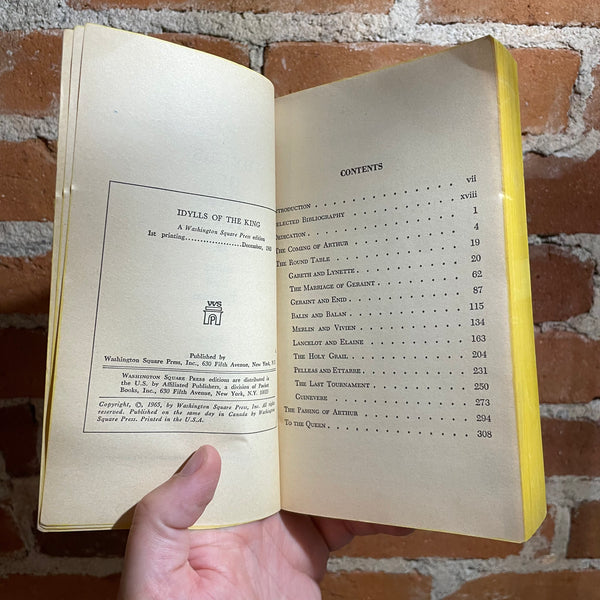 IDYLLS OF THE KING
A Washington Square Press edition
1st printing....................December, 1965
WS
P
Published by
Washington Square Press, Inc., 630 Fifth Avenue, New York, N.Y.
WASHINGTON SQUARE PRESS editions are distributed in
the U.S. by Affiliated Publishers, a division of Pocket
Books, Inc., 630 Fifth Avenue, New York, N.Y. 10020
Copyright, ©, 1965, by Washington Square Press, Inc. All rights
reserved. Published on the same day in Canada by Washington
Square Press. Printed in the U.S.A.
CONTENTS
INTRODUCTION vii
SELECTED BIBLIOGRAPHY xviii
DEDICATION 1
THE COMING OF ARTHUR 4
THE ROUND TABLE 19
GARETH AND LYNETTE 20
THE MARRIAGE OF GERAINT 62
GERAINT AND ENID 87
BALIN AND BALAN 115
MERLIN AND VIVIEN 134
LANCELOT AND ELAINE 163
THE HOLY GRAIL 204
PELLEAS AND ETTARRE 231
THE LAST TOURNAMENT 250
GUINEVERE 273
THE PASSING OF ARTHUR 294
TO THE QUEEN 308